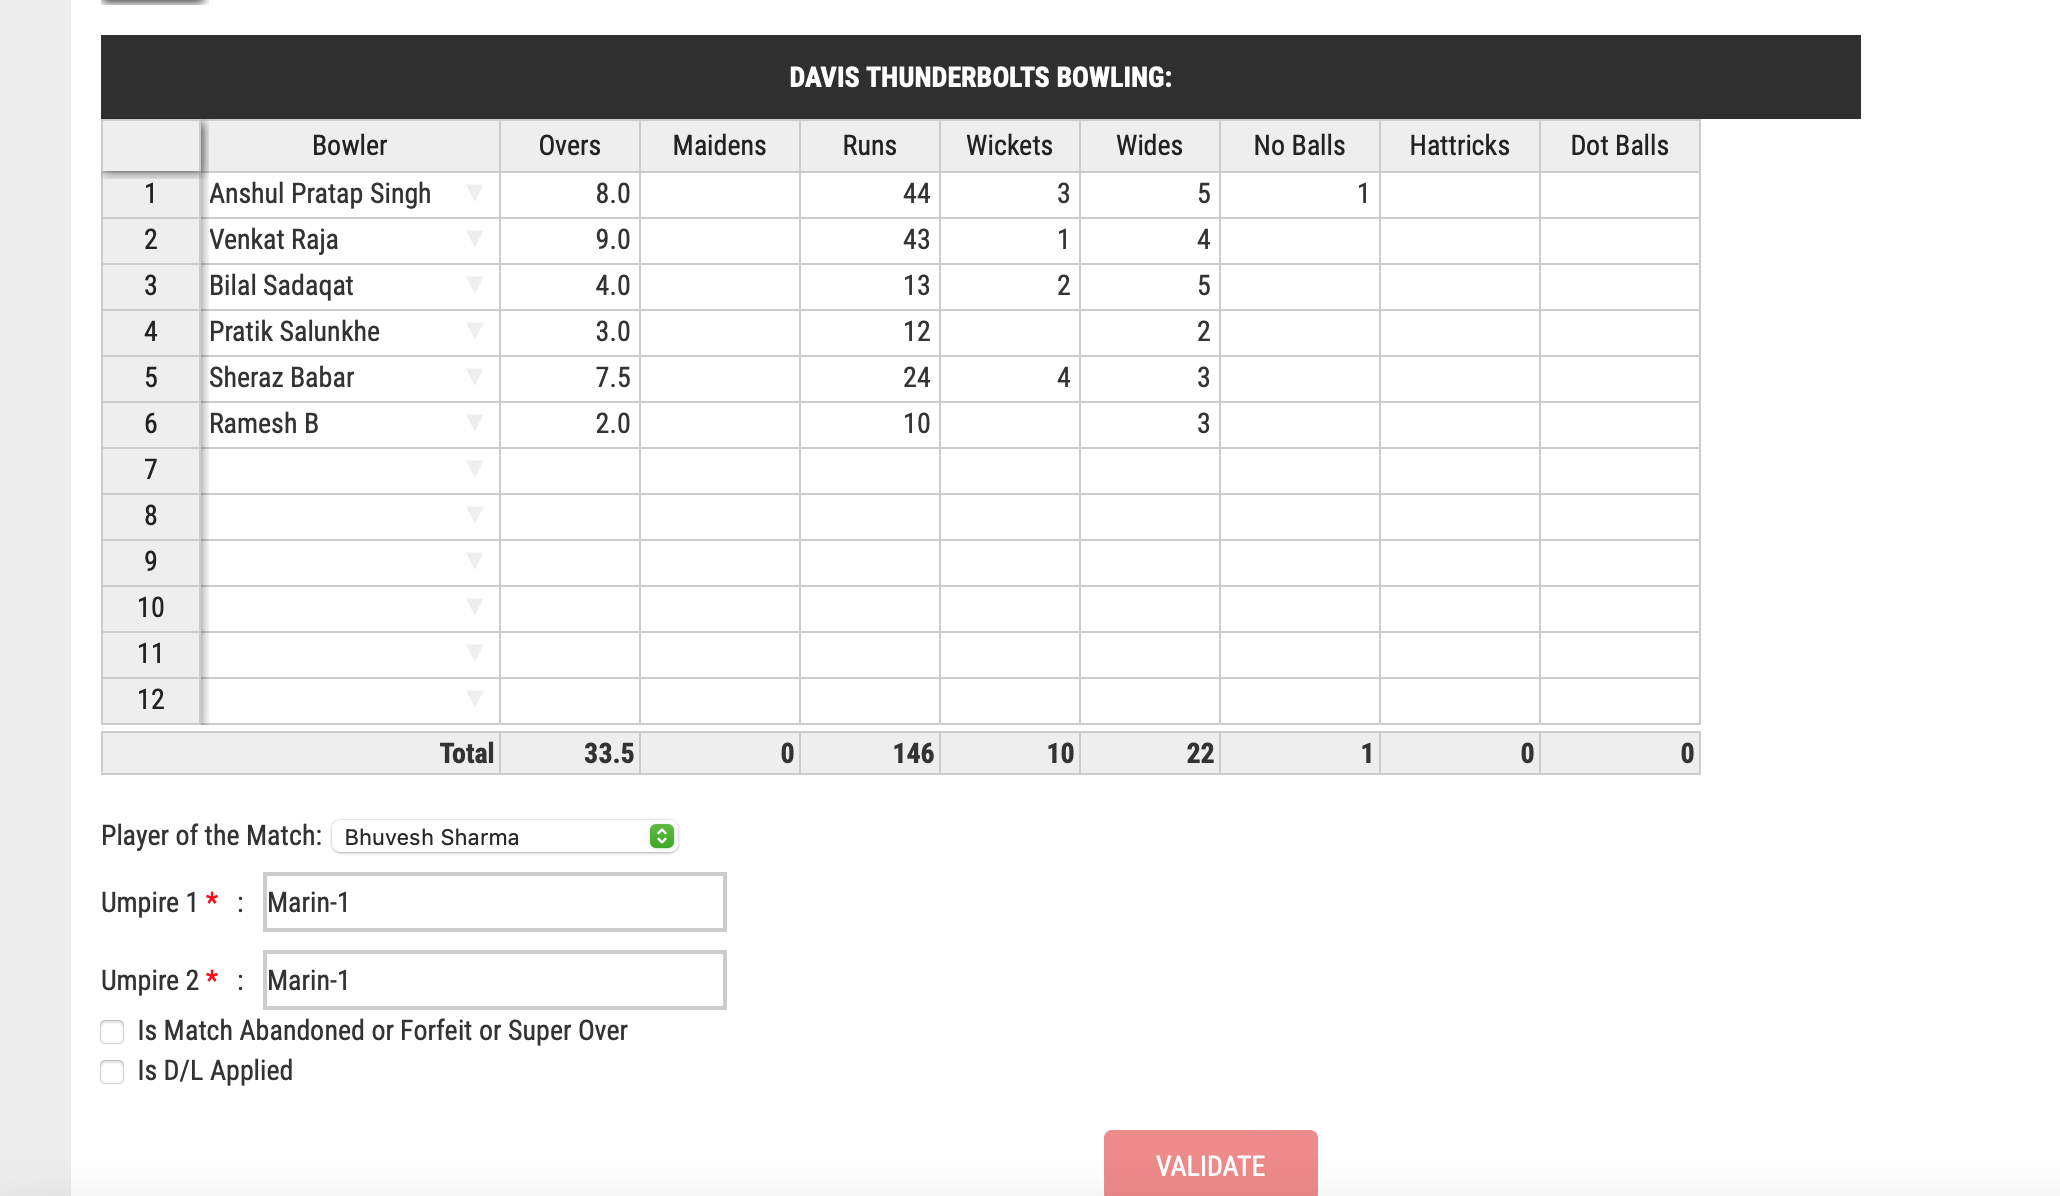 DAVIS THUNDERBOLTS BOWLING:
Bowler Overs Maidens Runs Wickets Wides No Balls Hattricks Dot Balls
1 Anshul Pratap Singh 8.0 44 3 5 1
2 Venkat Raja 9.0 43 1 4
3 Bilal Sadaqat 4.0 13 2 5
4 Pratik Salunkhe 3.0 12 2
5 Sheraz Babar 7.5 24 4 3
6 Ramesh B 2.0 10 3
7
8
9
10
11
12
Total 33.5 0 146 10 22 1 0 0
Player of the Match: Bhuvesh Sharma
Umpire 1 * : Marin-1
Umpire 2 * : Marin-1
Is Match Abandoned or Forfeit or Super Over
Is D/L Applied
VALIDATE